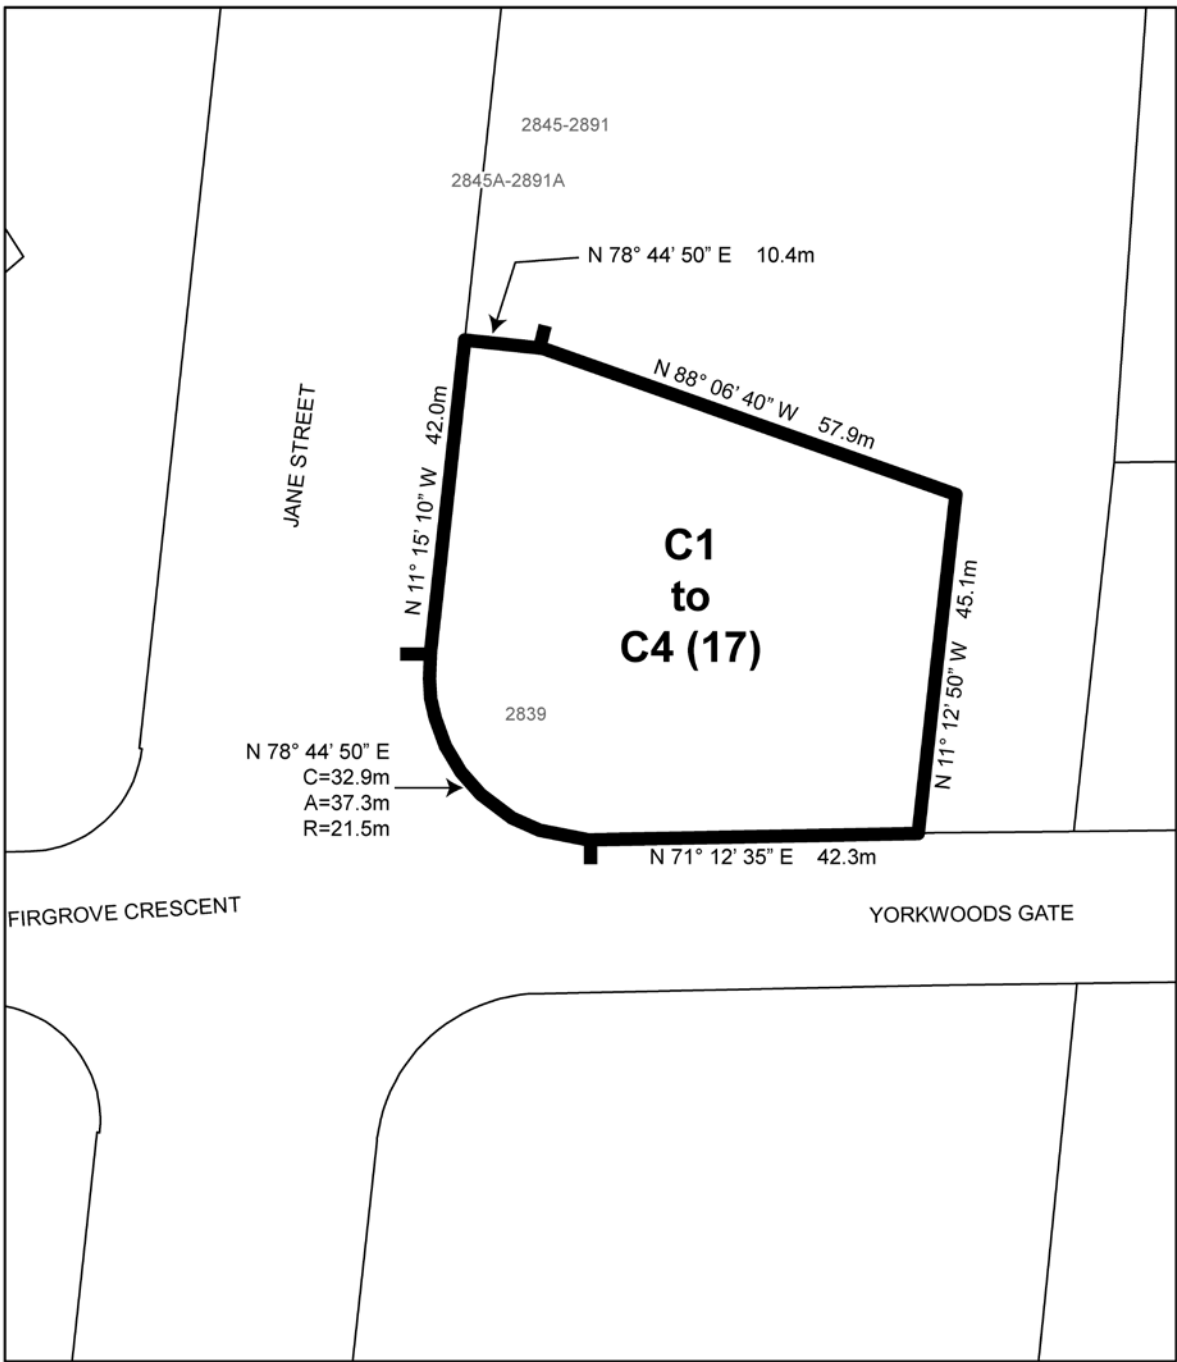 2845-2891
2845A-2891A
N 78° 44’ 50” E 10.4m
N 88° 06’ 40” W 57.9m
JANE STREET
N 11° 15’ 10” W 42.0m
C1
to
C4 (17)
N 11° 12’ 50” W 45.1m
2839
N 78° 44’ 50” E
C=32.9m
A=37.3m
R=21.5m
N 71° 12’ 35” E 42.3m
FIRGROVE CRESCENT
YORKWOODS GATE